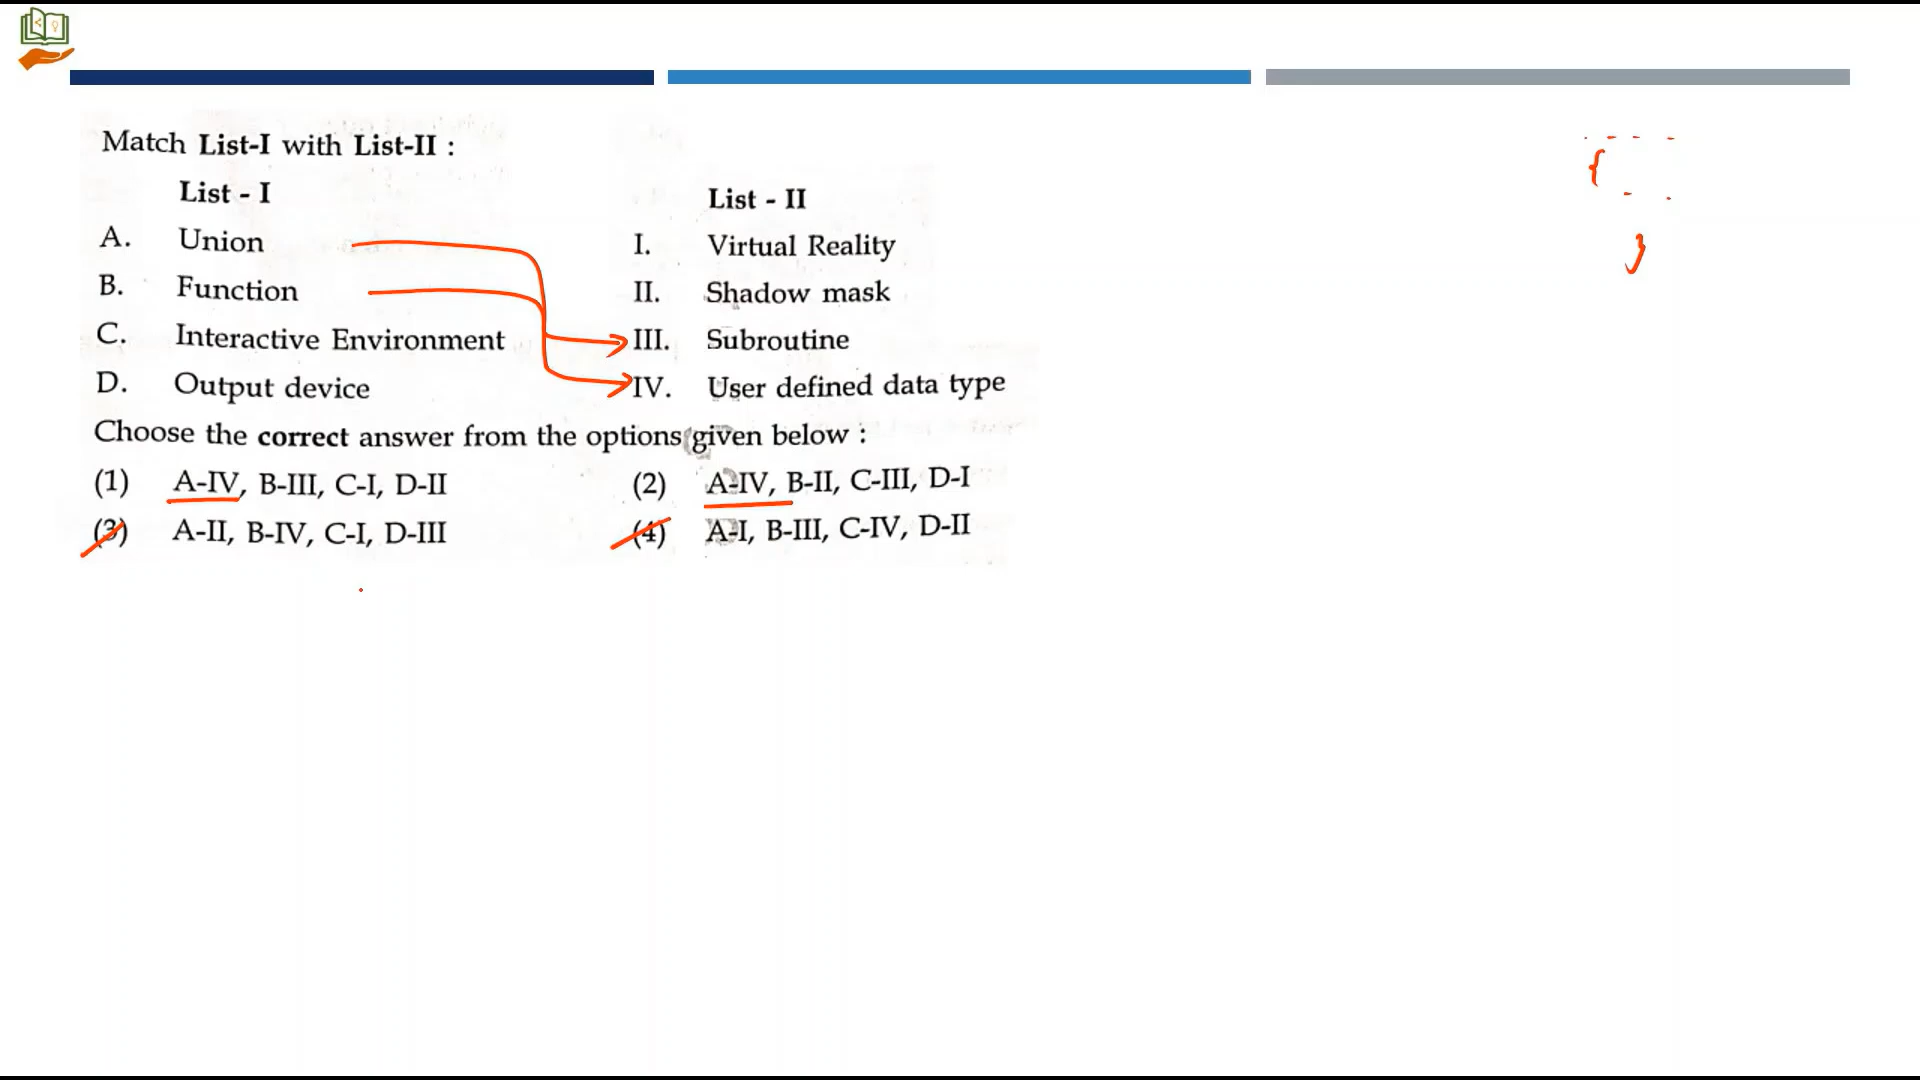 Match List-I with List-II :
List - I List - II
A. Union I. Virtual Reality
B. Function II. Shadow mask
C. Interactive Environment III. Subroutine
D. Output device IV. User defined data type
Choose the correct answer from the options given below :
(1) A-IV, B-III, C-I, D-II (2) A-IV, B-II, C-III, D-I
(3) A-II, B-IV, C-I, D-III (4) A-I, B-III, C-IV, D-II
{
}